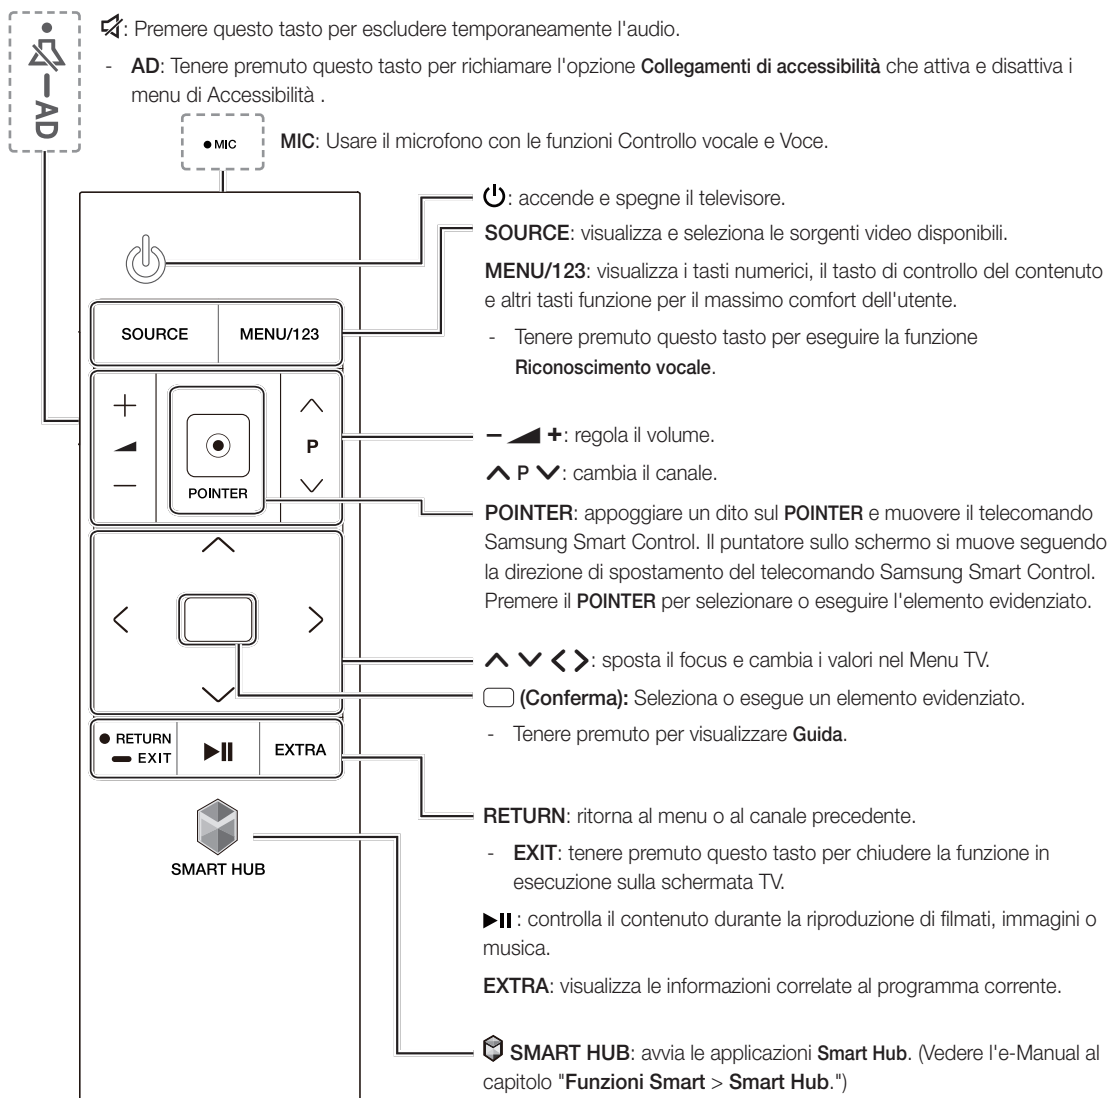 : Premere questo tasto per escludere temporaneamente l'audio.
- AD: Tenere premuto questo tasto per richiamare l'opzione Collegamenti di accessibilità che attiva e disattiva i
menu di Accessibilità .
AD
MIC
MIC: Usare il microfono con le funzioni Controllo vocale e Voce.
: accende e spegne il televisore.
SOURCE: visualizza e seleziona le sorgenti video disponibili.
MENU/123: visualizza i tasti numerici, il tasto di controllo del contenuto
e altri tasti funzione per il massimo comfort dell'utente.
- Tenere premuto questo tasto per eseguire la funzione
Riconoscimento vocale.
SOURCE
MENU/123
+
P
—
POINTER
− +: regola il volume.
P : cambia il canale.
POINTER: appoggiare un dito sul POINTER e muovere il telecomando
Samsung Smart Control. Il puntatore sullo schermo si muove seguendo
la direzione di spostamento del telecomando Samsung Smart Control.
Premere il POINTER per selezionare o eseguire l'elemento evidenziato.
: sposta il focus e cambia i valori nel Menu TV.
(Conferma): Seleziona o esegue un elemento evidenziato.
- Tenere premuto per visualizzare Guida.
RETURN
EXIT
EXTRA
RETURN: ritorna al menu o al canale precedente.
- EXIT: tenere premuto questo tasto per chiudere la funzione in
esecuzione sulla schermata TV.
: controlla il contenuto durante la riproduzione di filmati, immagini o
musica.
EXTRA: visualizza le informazioni correlate al programma corrente.
SMART HUB
SMART HUB: avvia le applicazioni Smart Hub. (Vedere l'e-Manual al
capitolo "Funzioni Smart > Smart Hub.")